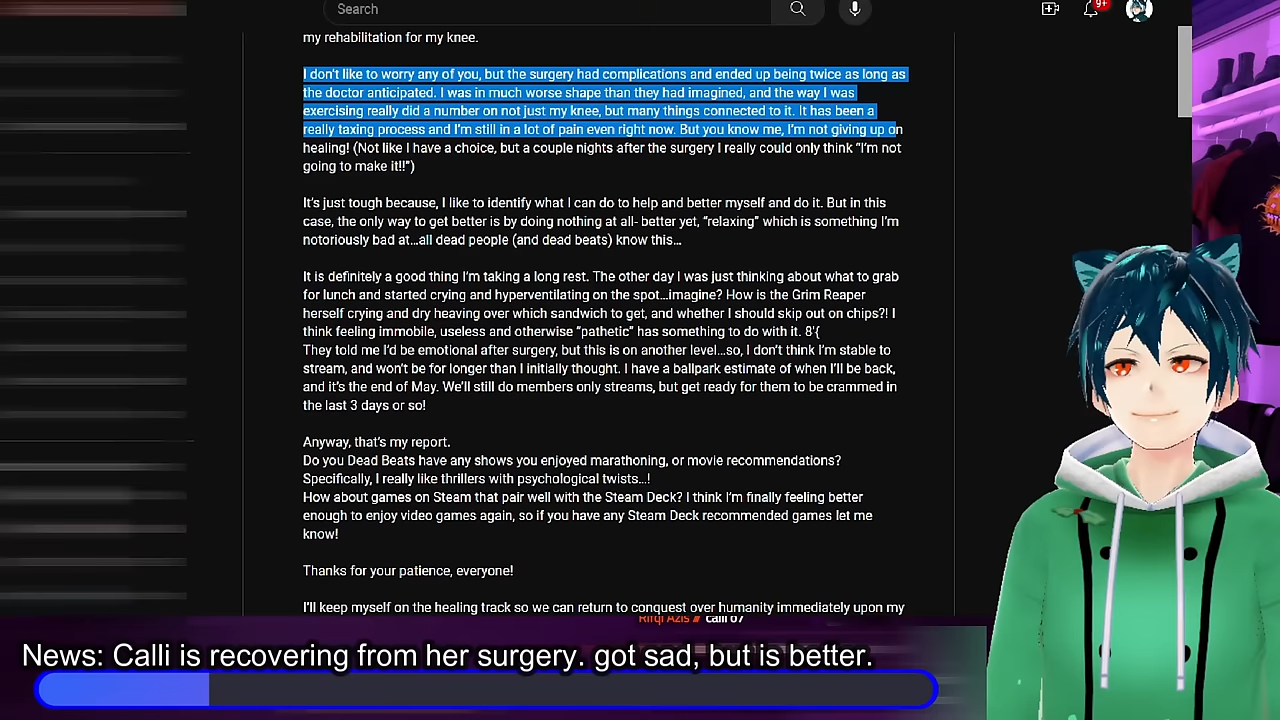 Search
9+
my rehabilitation for my knee.
I don't like to worry any of you, but the surgery had complications and ended up being twice as long as
the doctor anticipated. I was in much worse shape than they had imagined, and the way I was
exercising really did a number on not just my knee, but many things connected to it. It has been a
really taxing process and I'm still in a lot of pain even right now. But you know me, I'm not giving up on
healing! (Not like I have a choice, but a couple nights after the surgery I really could only think “I'm not
going to make it!!”)
It's just tough because, I like to identify what I can do to help and better myself and do it. But in this
case, the only way to get better is by doing nothing at all- better yet, “relaxing” which is something I'm
notoriously bad at…all dead people (and dead beats) know this…
It is definitely a good thing I'm taking a long rest. The other day I was just thinking about what to grab
for lunch and started crying and hyperventilating on the spot…imagine? How is the Grim Reaper
herself crying and dry heaving over which sandwich to get, and whether I should skip out on chips?! I
think feeling immobile, useless and otherwise “pathetic” has something to do with it. 8'{
They told me I'd be emotional after surgery, but this is on another level…so, I don't think I'm stable to
stream, and won't be for longer than I initially thought. I have a ballpark estimate of when I'll be back,
and it's the end of May. We'll still do members only streams, but get ready for them to be crammed in
the last 3 days or so!
Anyway, that's my report.
Do you Dead Beats have any shows you enjoyed marathoning, or movie recommendations?
Specifically, I really like thrillers with psychological twists…!
How about games on Steam that pair well with the Steam Deck? I think I'm finally feeling better
enough to enjoy video games again, so if you have any Steam Deck recommended games let me
know!
Thanks for your patience, everyone!
I'll keep myself on the healing track so we can return to conquest over humanity immediately upon my
Rifqi Azis // calli 67
News: Calli is recovering from her surgery. got sad, but is better.